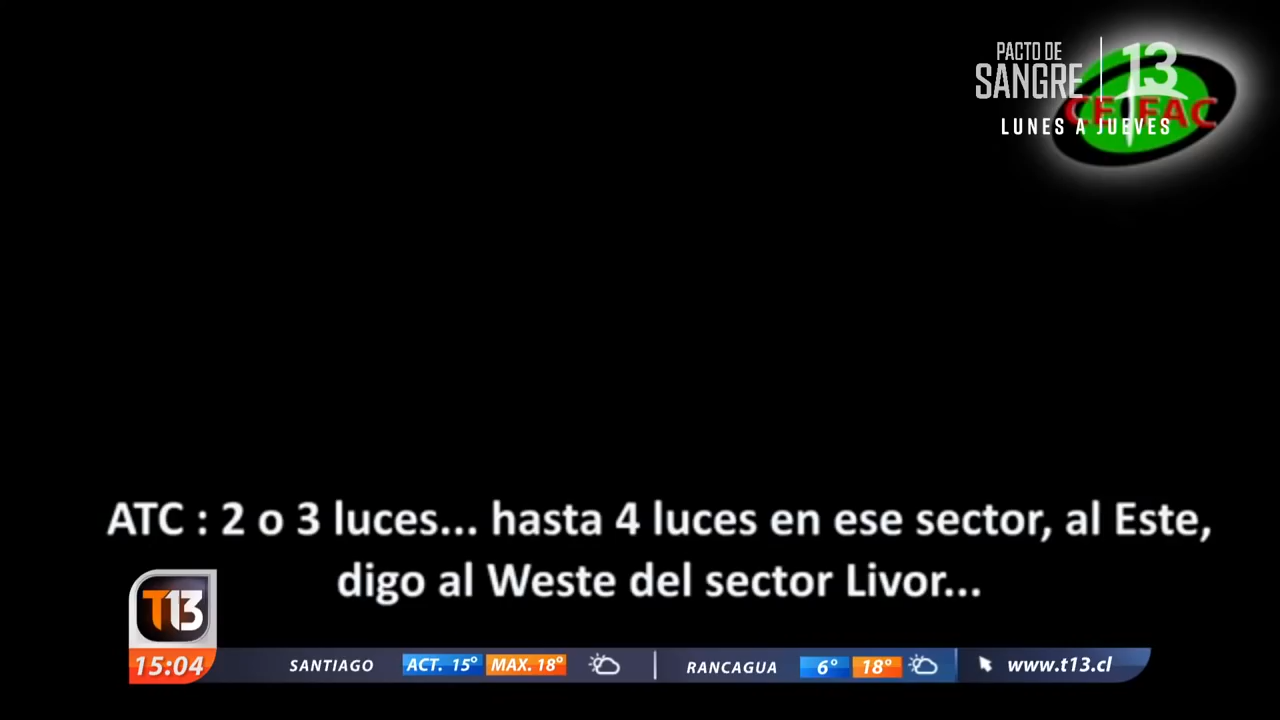 PACTO DE
SANGRE
13
LUNES A JUEVES
CEFAC
ATC : 2 o 3 luces... hasta 4 luces en ese sector, al Este,
digo al Weste del sector Livor...
T13
15:04
SANTIAGO ACT. 15° MAX. 18° RANCAGUA 6° 18° www.t13.cl